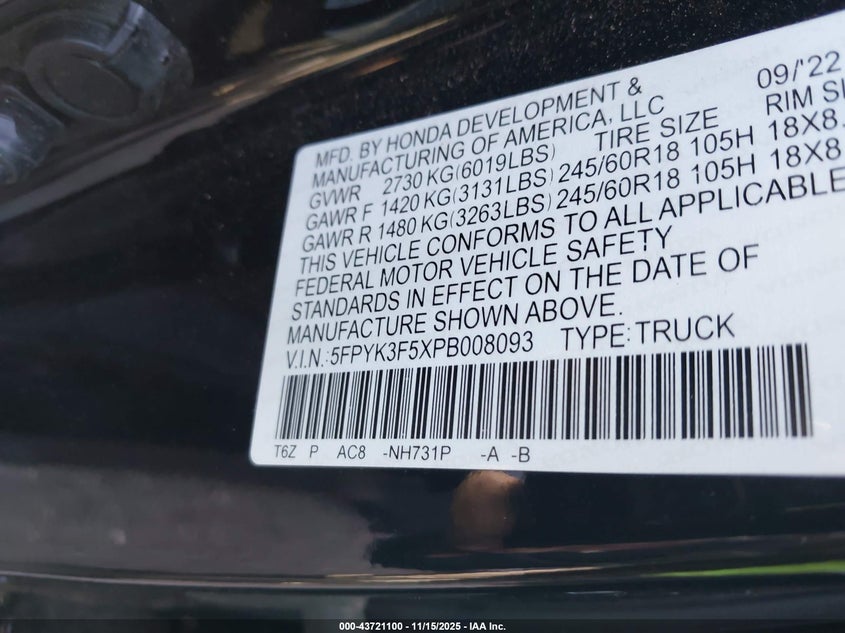 09/'22
MFD. BY HONDA DEVELOPMENT &
MANUFACTURING OF AMERICA, LLC
GVWR 2730 KG(6019LBS) TIRE SIZE RIM
GAWR F 1420 KG(3131LBS) 245/60R18 105H 18X8.
GAWR R 1480 KG(3263LBS) 245/60R18 105H 18X8.
THIS VEHICLE CONFORMS TO ALL APPLICABLE
FEDERAL MOTOR VEHICLE SAFETY
STANDARDS IN EFFECT ON THE DATE OF
MANUFACTURE SHOWN ABOVE.
V.I.N.: 5FPYK3F5XPB008093 TYPE: TRUCK
T6Z P AC8 -NH731P -A -B
000-43721100 - 11/15/2025 - IAA Inc.